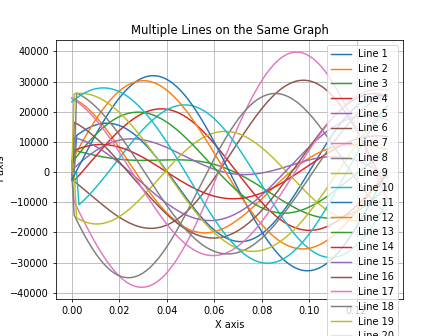 Multiple Lines on the Same Graph
40000
30000
20000
10000
0
−10000
−20000
−30000
−40000
0.00 0.02 0.04 0.06 0.08 0.10
X axis
Line 1
Line 2
Line 3
Line 4
Line 5
Line 6
Line 7
Line 8
Line 9
Line 10
Line 11
Line 12
Line 13
Line 14
Line 15
Line 16
Line 17
Line 18
Line 19
Line 20